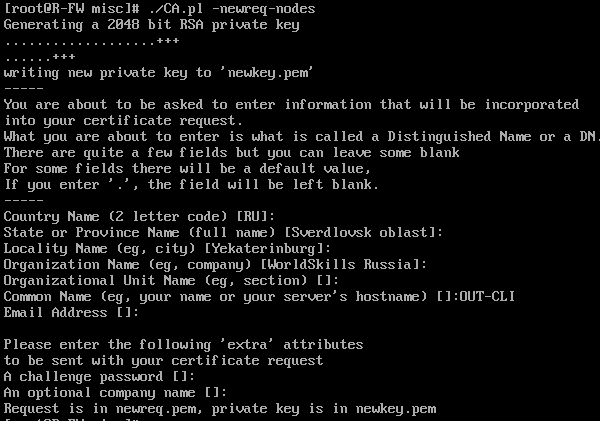 [root@R-FW misc]# ./CA.pl -newreq-nodes
Generating a 2048 bit RSA private key
...................+++
......+++
writing new private key to 'newkey.pem'
-----
You are about to be asked to enter information that will be incorporated
into your certificate request.
What you are about to enter is what is called a Distinguished Name or a DN.
There are quite a few fields but you can leave some blank
For some fields there will be a default value,
If you enter '.', the field will be left blank.
-----
Country Name (2 letter code) [RU]:
State or Province Name (full name) [Sverdlovsk oblast]:
Locality Name (eg, city) [Yekaterinburg]:
Organization Name (eg, company) [WorldSkills Russia]:
Organizational Unit Name (eg, section) []:
Common Name (eg, your name or your server's hostname) []:OUT-CLI
Email Address []:
Please enter the following 'extra' attributes
to be sent with your certificate request
A challenge password []:
An optional company name []:
Request is in newreq.pem, private key is in newkey.pem